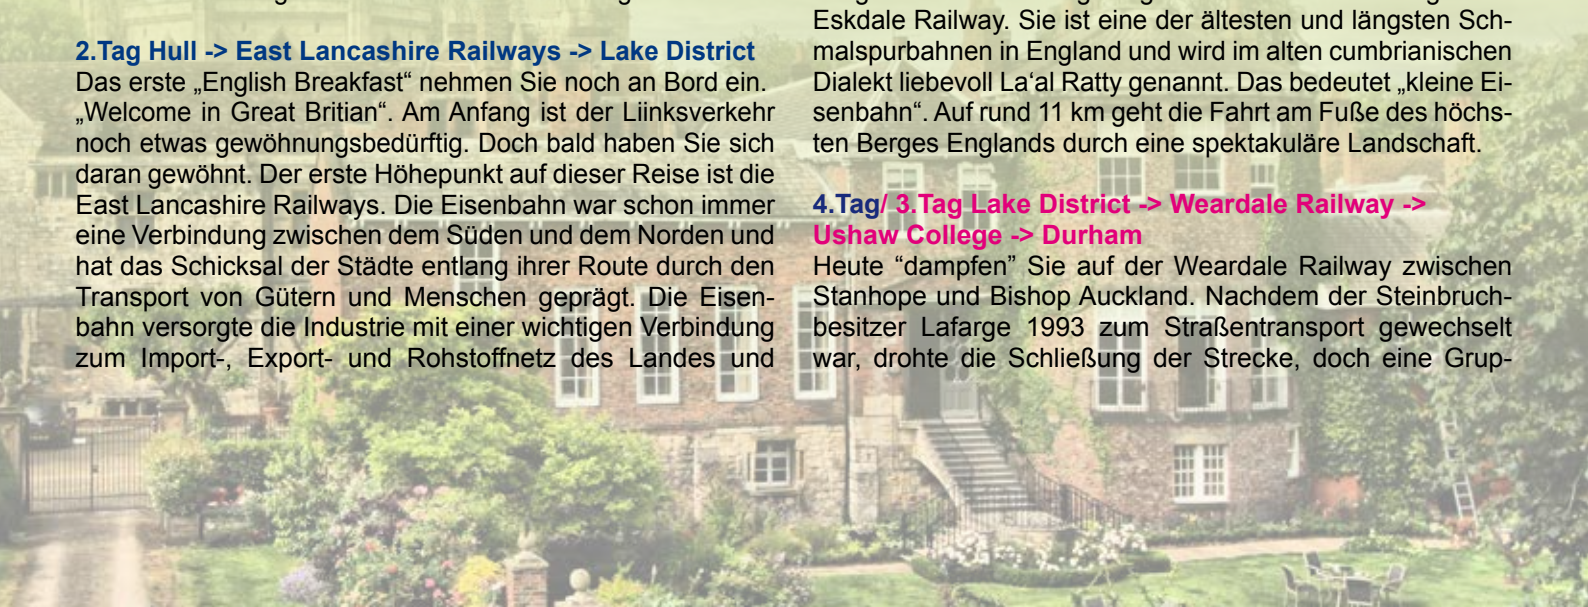 2.Tag Hull -> East Lancashire Railways -> Lake District
Das erste „English Breakfast“ nehmen Sie noch an Bord ein.
„Welcome in Great Britian“. Am Anfang ist der Liinksverkehr
noch etwas gewöhnungsbedürftig. Doch bald haben Sie sich
daran gewöhnt. Der erste Höhepunkt auf dieser Reise ist die
East Lancashire Railways. Die Eisenbahn war schon immer
eine Verbindung zwischen dem Süden und dem Norden und
hat das Schicksal der Städte entlang ihrer Route durch den
Transport von Gütern und Menschen geprägt. Die Eisen-
bahn versorgte die Industrie mit einer wichtigen Verbindung
zum Import-, Export- und Rohstoffnetz des Landes und
Eskdale Railway. Sie ist eine der ältesten und längsten Sch-
malspurbahnen in England und wird im alten cumbrianischen
Dialekt liebevoll La‘al Ratty genannt. Das bedeutet „kleine Ei-
senbahn“. Auf rund 11 km geht die Fahrt am Fuße des höchs-
ten Berges Englands durch eine spektakuläre Landschaft.
4.Tag/ 3.Tag Lake District -> Weardale Railway ->
Ushaw College -> Durham
Heute “dampfen” Sie auf der Weardale Railway zwischen
Stanhope und Bishop Auckland. Nachdem der Steinbruch-
besitzer Lafarge 1993 zum Straßentransport gewechselt
war, drohte die Schließung der Strecke, doch eine Grup-